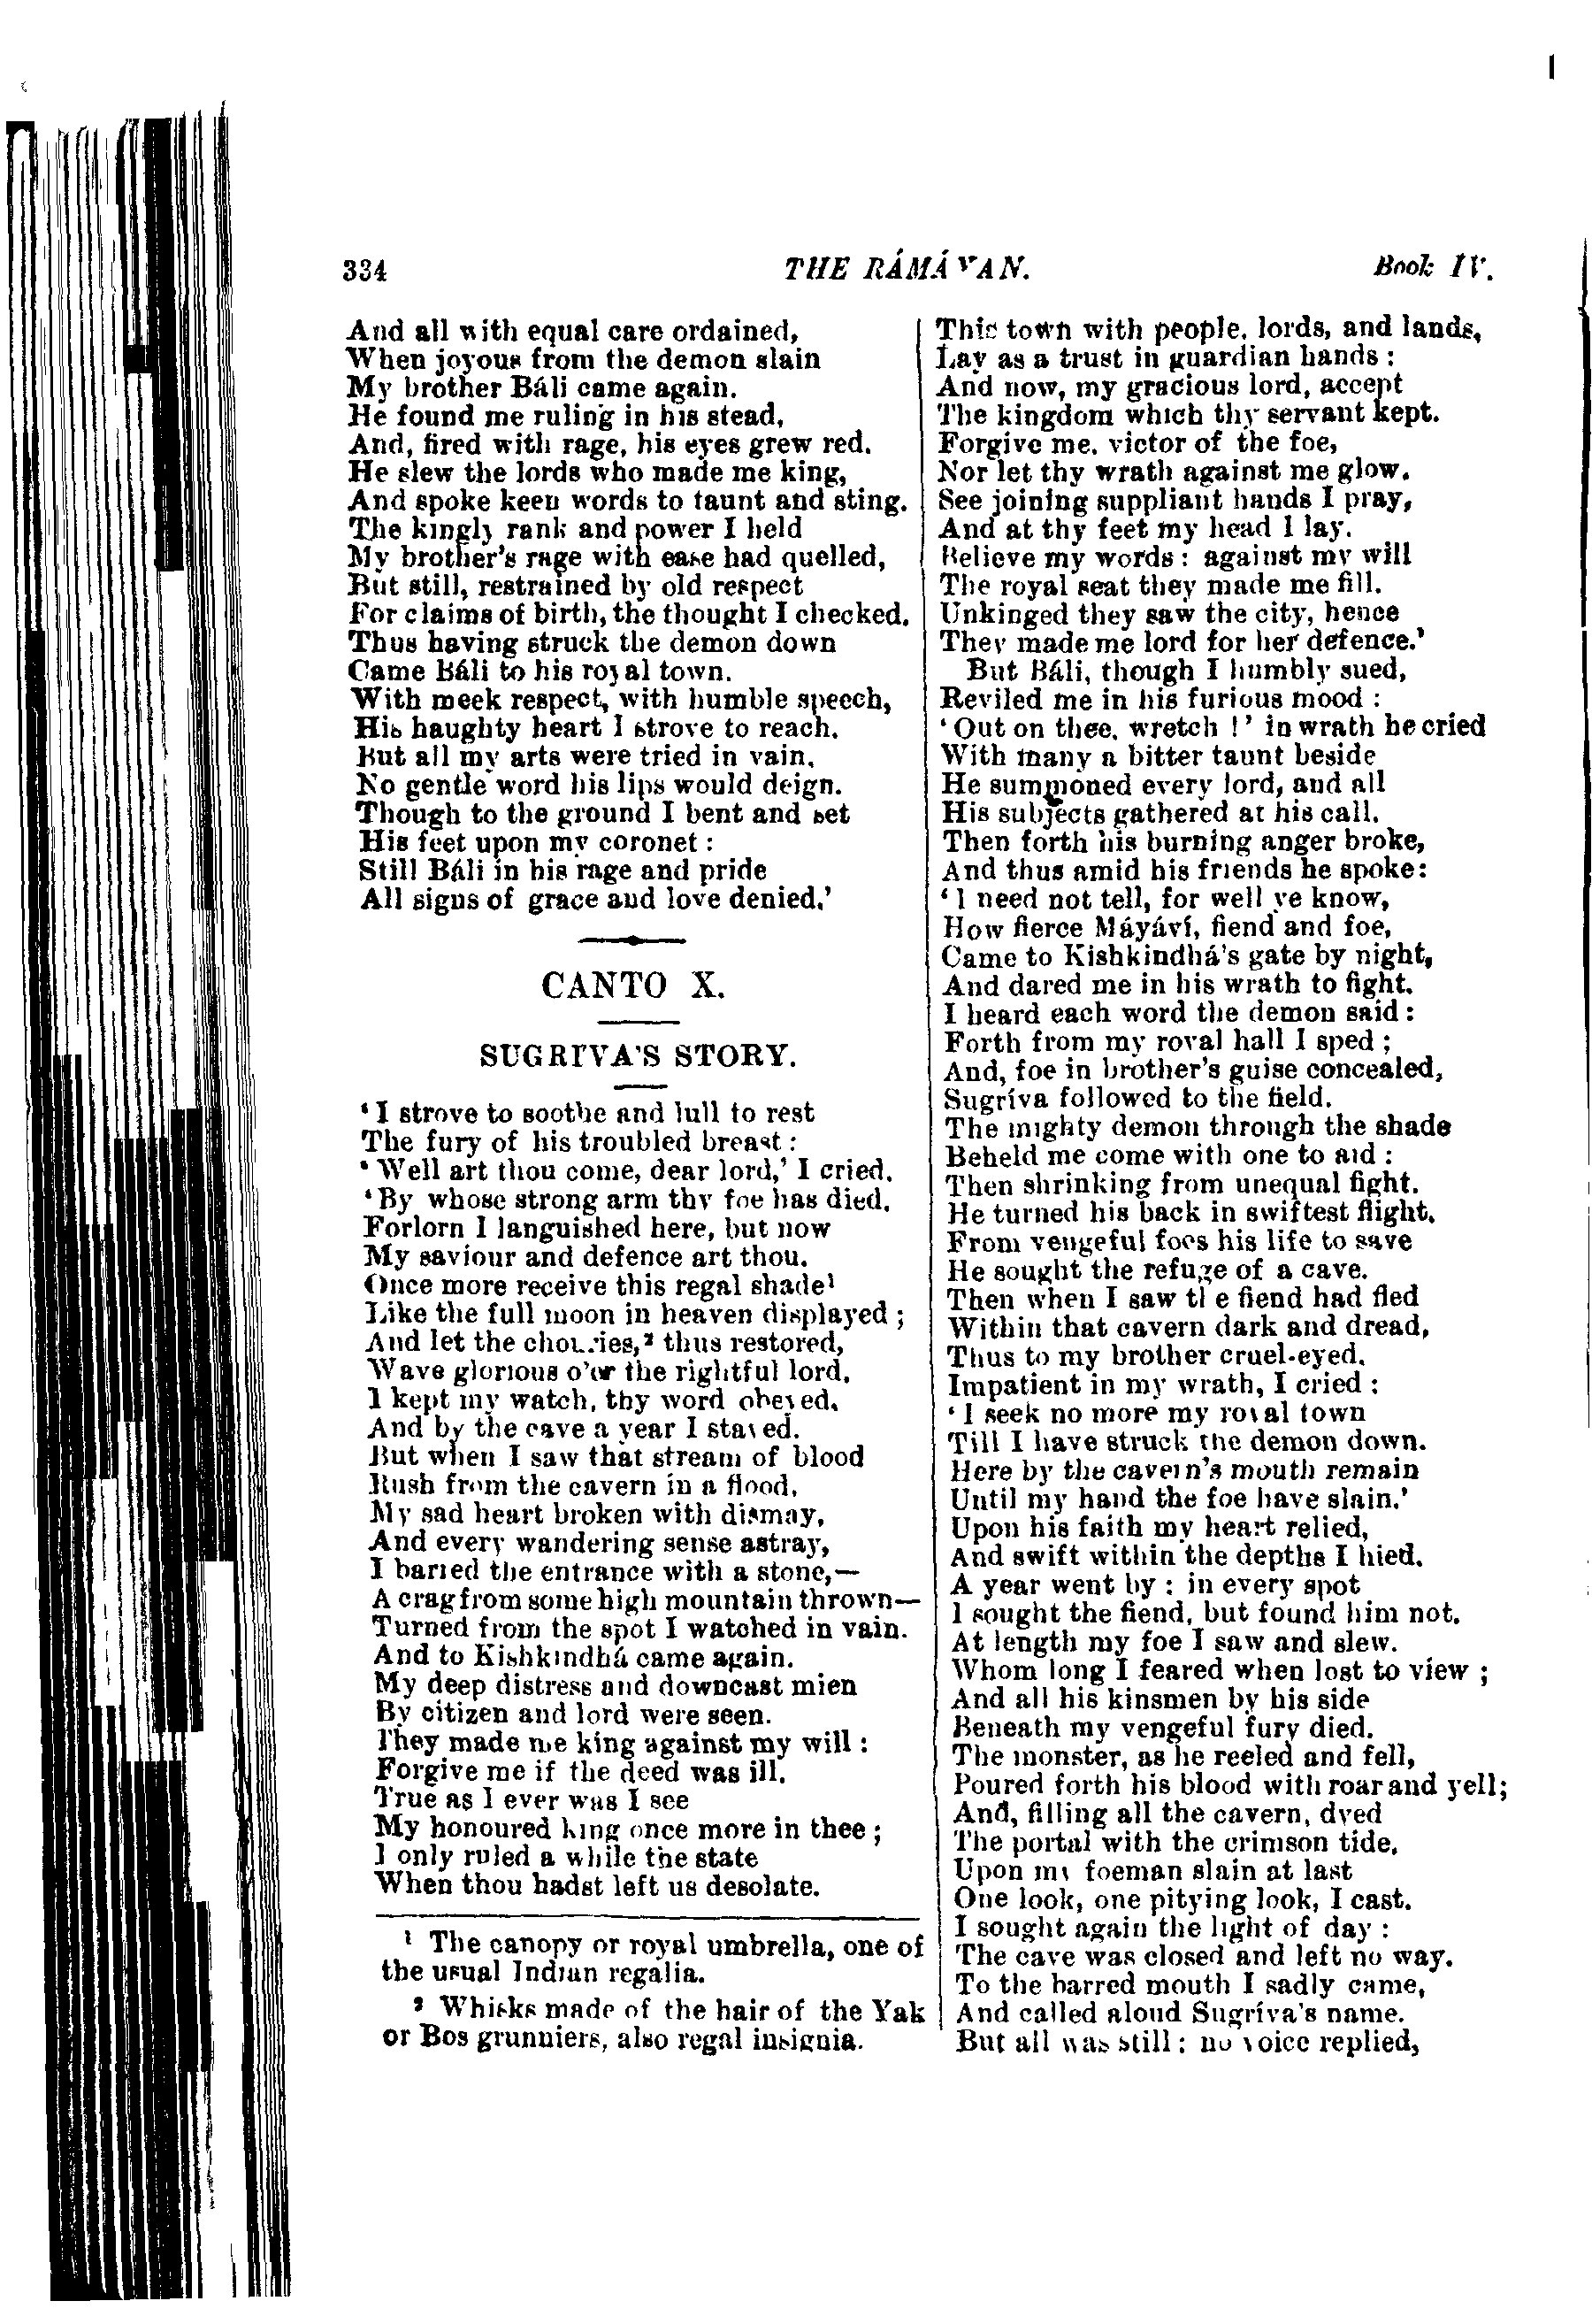 334 THE RÁMÁYAN. Book IV.
And all with equal care ordained,
When joyous from the demon slain
My brother Báli came again.
He found me ruling in his stead,
And, fired with rage, his eyes grew red.
He slew the lords who made me king,
And spoke keen words to taunt and sting.
The kingly rank and power I held
My brother's rage with ease had quelled,
But still, restrained by old respect
For claims of birth, the thought I checked.
Thus having struck the demon down
Came Báli to his royal town.
With meek respect, with humble speech,
His haughty heart I strove to reach.
But all my arts were tried in vain,
No gentle word his lips would deign.
Though to the ground I bent and set
His feet upon my coronet :
Still Báli in his rage and pride
All signs of grace and love denied.'
CANTO X.
SUGRÍVA'S STORY.
'I strove to soothe and lull to rest
The fury of his troubled breast :
'Well art thou come, dear lord,' I cried.
'By whose strong arm thy foe has died.
Forlorn I languished here, but now
My saviour and defence art thou.
Once more receive this regal shade¹
Like the full moon in heaven displayed ;
And let the chouries,² thus restored,
Wave glorious o'er the rightful lord.
I kept my watch, thy word obeyed,
And by the cave a year I stayed.
But when I saw that stream of blood
Rush from the cavern in a flood,
My sad heart broken with dismay,
And every wandering sense astray,
I barred the entrance with a stone,—
A crag from some high mountain thrown—
Turned from the spot I watched in vain.
And to Kishkindhá came again.
My deep distress and downcast mien
By citizen and lord were seen.
They made me king against my will :
Forgive me if the deed was ill.
True as I ever was I see
My honoured king once more in thee ;
I only ruled a while the state
When thou hadst left us desolate.
¹ The canopy or royal umbrella, one of
the usual Indian regalia.
² Whisks made of the hair of the Yak
or Bos grunniers, also regal insignia.
This town with people, lords, and lands,
Lay as a trust in guardian hands :
And now, my gracious lord, accept
The kingdom which thy servant kept.
Forgive me, victor of the foe,
Nor let thy wrath against me glow.
See joining suppliant hands I pray,
And at thy feet my head I lay.
Believe my words : against my will
The royal seat they made me fill.
Unkinged they saw the city, hence
They made me lord for her defence.'
But Báli, though I humbly sued,
Reviled me in his furious mood :
'Out on thee, wretch !' in wrath he cried
With many a bitter taunt beside
He summoned every lord, and all
His subjects gathered at his call.
Then forth his burning anger broke,
And thus amid his friends he spoke:
'I need not tell, for well ye know,
How fierce Máyáví, fiend and foe,
Came to Kishkindhá's gate by night,
And dared me in his wrath to fight.
I heard each word the demon said :
Forth from my royal hall I sped ;
And, foe in brother's guise concealed,
Sugríva followed to the field.
The mighty demon through the shade
Beheld me come with one to aid :
Then shrinking from unequal fight.
He turned his back in swiftest flight.
From vengeful foes his life to save
He sought the refuge of a cave.
Then when I saw the fiend had fled
Within that cavern dark and dread,
Thus to my brother cruel-eyed,
Impatient in my wrath, I cried :
'I seek no more my royal town
Till I have struck the demon down.
Here by the cavern's mouth remain
Until my hand the foe have slain.'
Upon his faith my heart relied,
And swift within the depths I hied.
A year went by : in every spot
I sought the fiend, but found him not.
At length my foe I saw and slew.
Whom long I feared when lost to view ;
And all his kinsmen by his side
Beneath my vengeful fury died.
The monster, as he reeled and fell,
Poured forth his blood with roar and yell;
And, filling all the cavern, dyed
The portal with the crimson tide.
Upon my foeman slain at last
One look, one pitying look, I cast.
I sought again the light of day :
The cave was closed and left no way.
To the barred mouth I sadly came,
And called aloud Sugríva's name.
But all was still : no voice replied,